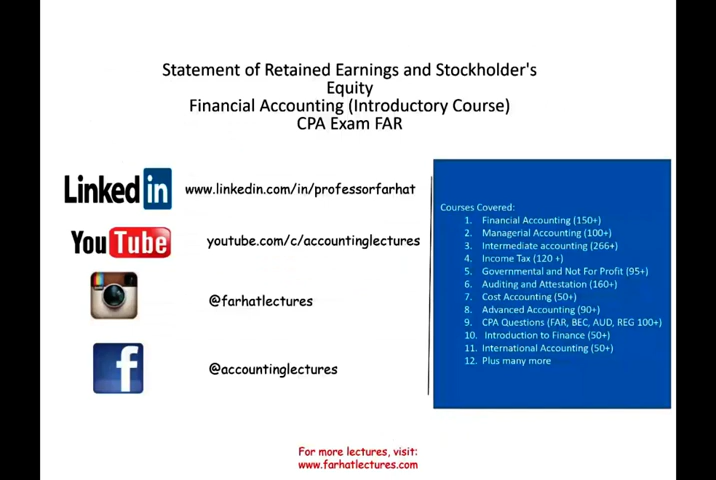 Statement of Retained Earnings and Stockholder's
Equity
Financial Accounting (Introductory Course)
CPA Exam FAR
Linked in
www.linkedin.com/in/professorfarhat
You Tube
youtube.com/c/accountinglectures
@farhatlectures
f
@accountinglectures
Courses Covered:
1. Financial Accounting (150+)
2. Managerial Accounting (100+)
3. Intermediate accounting (266+)
4. Income Tax (120 +)
5. Governmental and Not For Profit (95+)
6. Auditing and Attestation (160+)
7. Cost Accounting (50+)
8. Advanced Accounting (90+)
9. CPA Questions (FAR, BEC, AUD, REG 100+)
10. Introduction to Finance (50+)
11. International Accounting (50+)
12. Plus many more
For more lectures, visit:
www.farhatlectures.com